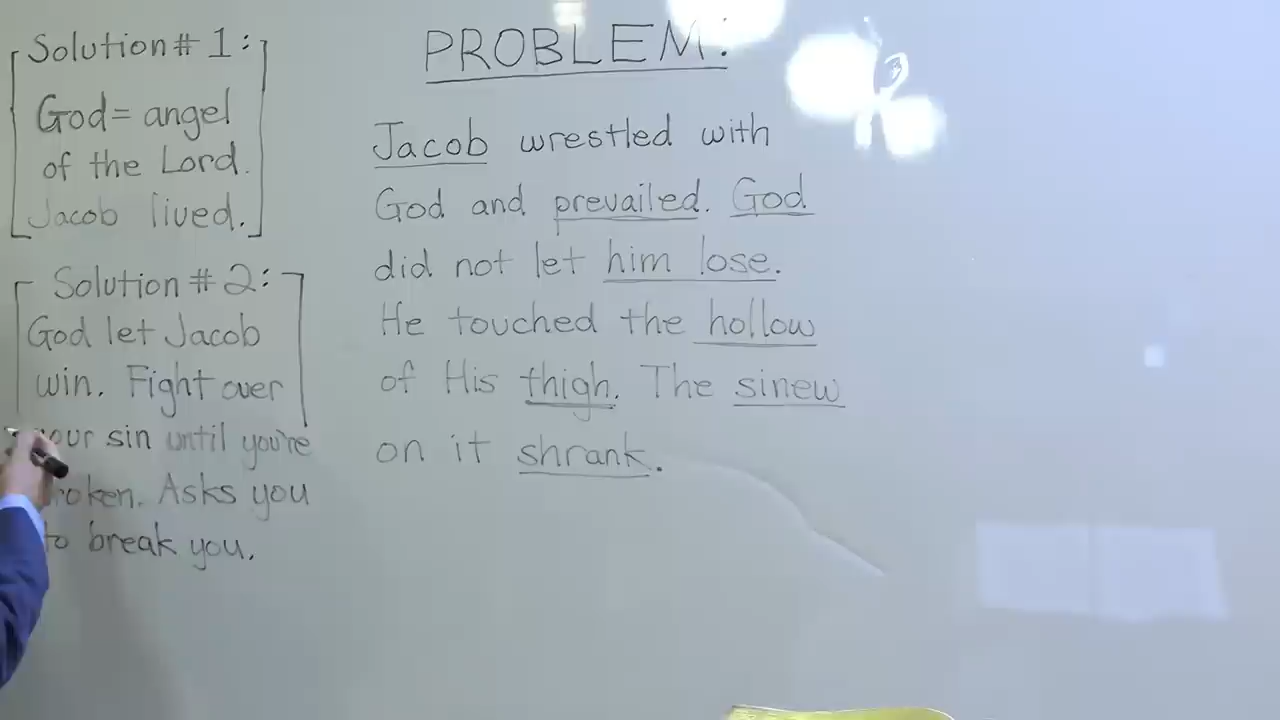 Solution # 1:
God = angel
of the Lord.
Jacob lived.
Solution # 2:
God let Jacob
win. Fight over
your sin until you're
broken. Asks you
to break you.
PROBLEM:
Jacob wrestled with
God and prevailed. God
did not let him lose.
He touched the hollow
of His thigh. The sinew
on it shrank.